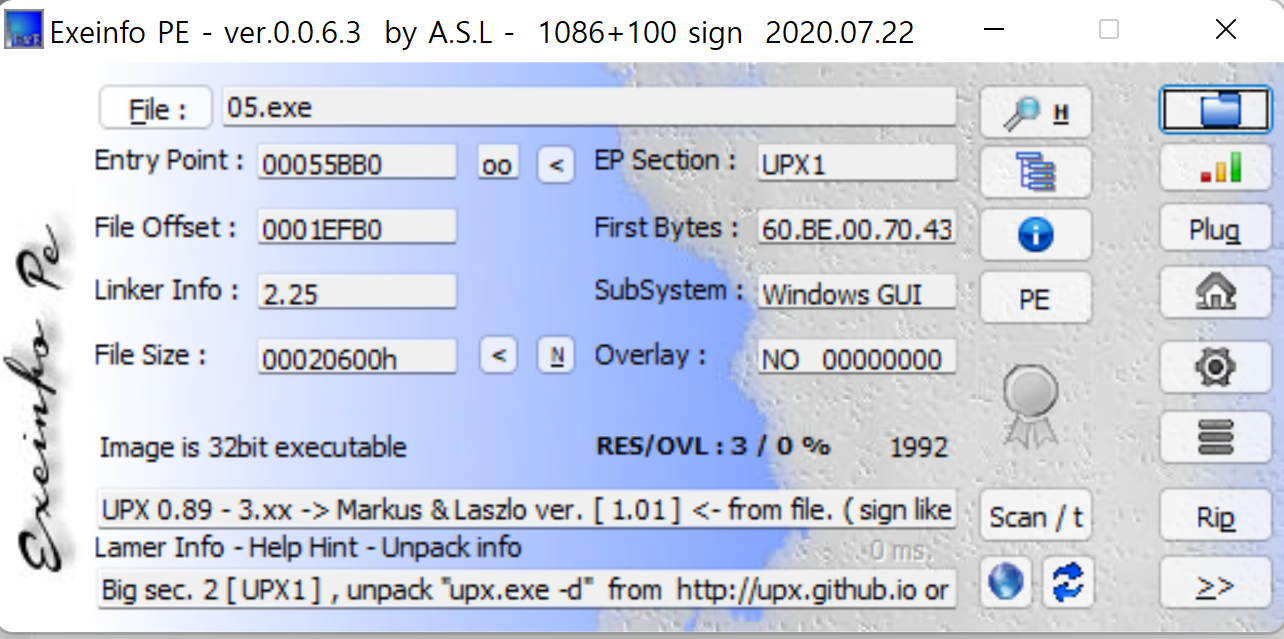 Exeinfo PE - ver.0.0.6.3 by A.S.L - 1086+100 sign 2020.07.22
File : 05.exe H
Entry Point : 00055BB0 oo < EP Section : UPX1
File Offset : 0001EFB0 First Bytes : 60.BE.00.70.43 Plug
Linker Info : 2.25 SubSystem : Windows GUI PE
File Size : 00020600h < N Overlay : NO 00000000
Exeinfo Pe
Image is 32bit executable RES/OVL : 3 / 0 % 1992
UPX 0.89 - 3.xx -> Markus & Laszlo ver. [ 1.01 ] <- from file. ( sign like Scan / t Rip
Lamer Info - Help Hint - Unpack info 0 ms.
Big sec. 2 [ UPX1 ] , unpack "upx.exe -d" from http://upx.github.io or >>